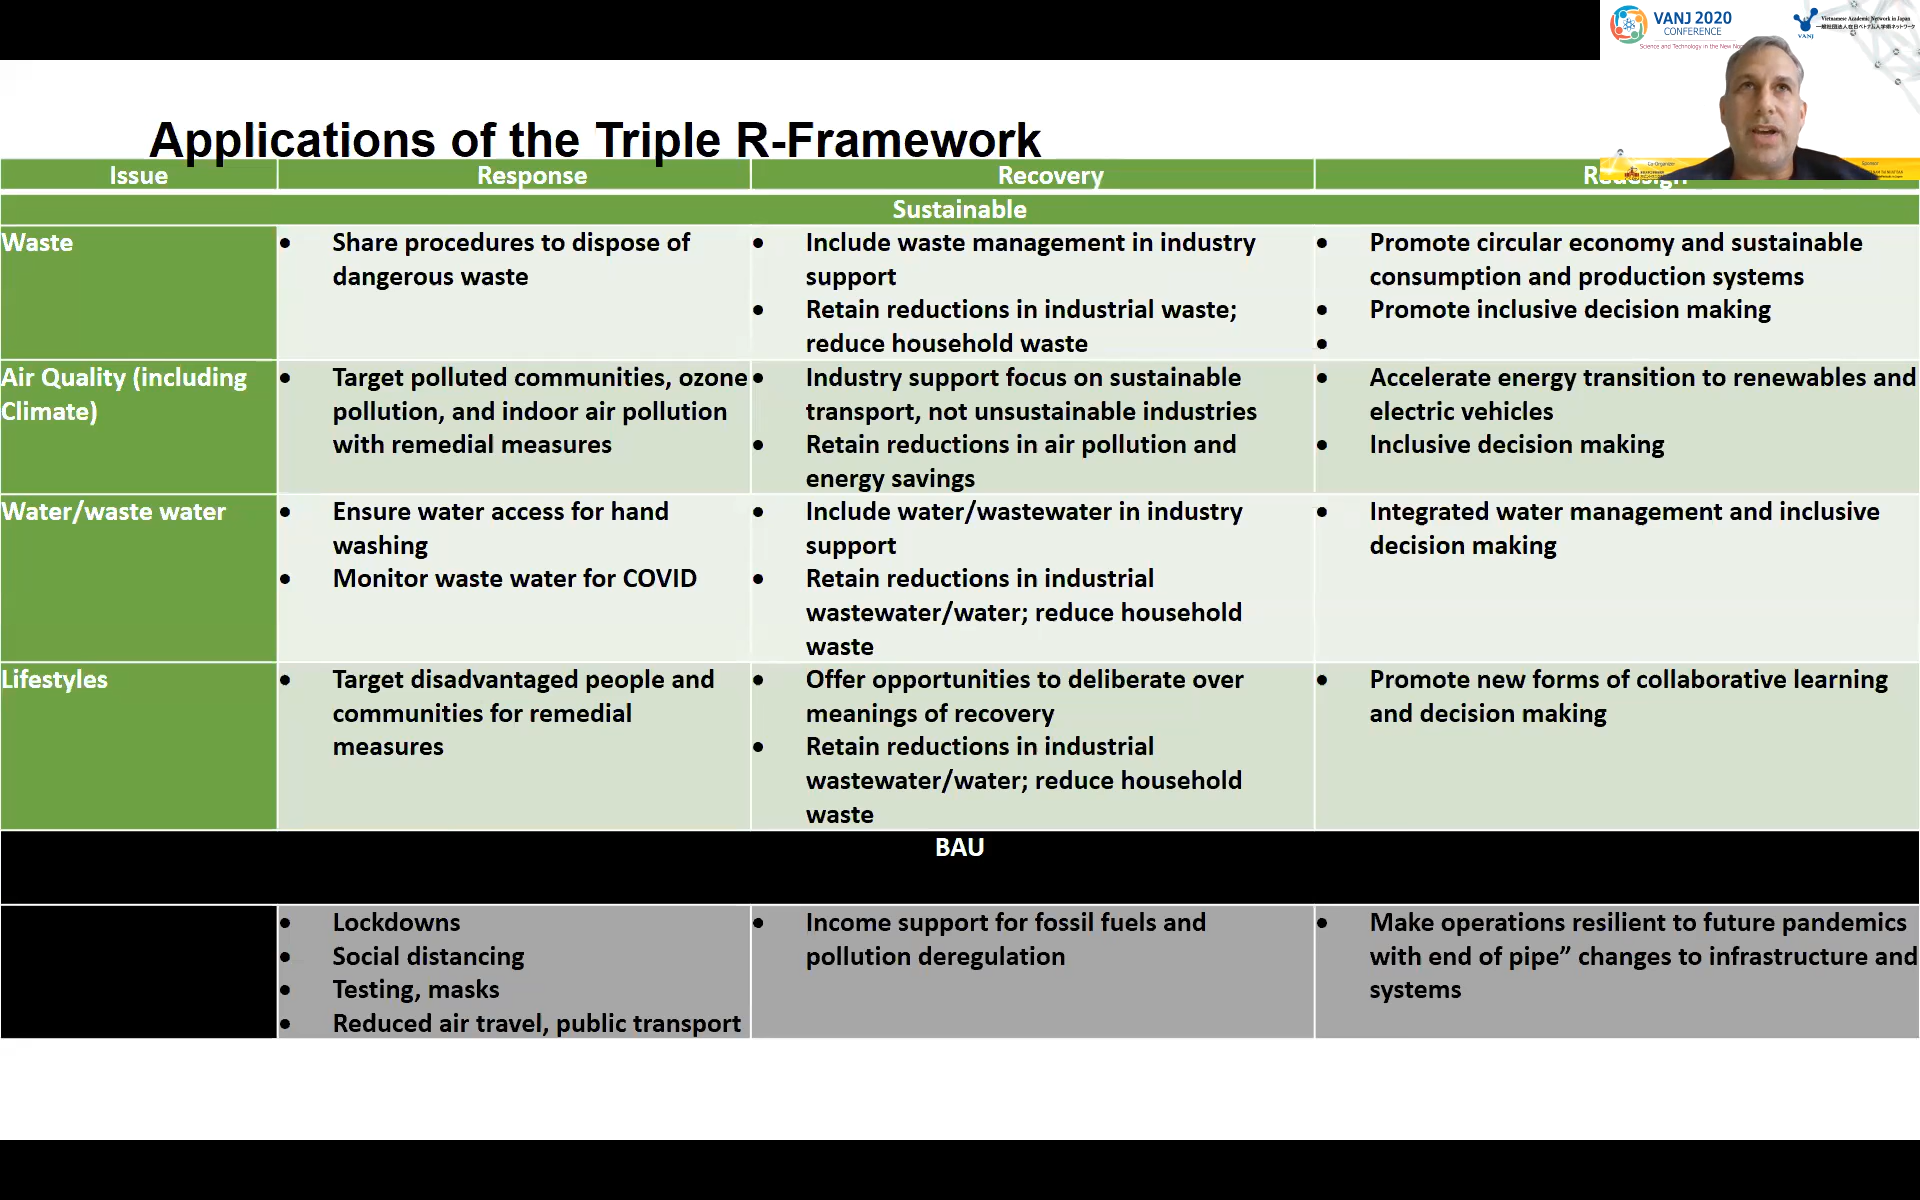 VANJ 2020
CONFERENCE
Vietnamese Academic Network in Japan
VANJ
Applications of the Triple R-Framework
Issue
Response
Recovery
Redesign
Sustainable
Waste
• Share procedures to dispose of
dangerous waste
• Include waste management in industry
support
• Retain reductions in industrial waste;
reduce household waste
• Promote circular economy and sustainable
consumption and production systems
• Promote inclusive decision making
•
Air Quality (including
Climate)
• Target polluted communities, ozone
pollution, and indoor air pollution
with remedial measures
• Industry support focus on sustainable
transport, not unsustainable industries
• Retain reductions in air pollution and
energy savings
• Accelerate energy transition to renewables and
electric vehicles
• Inclusive decision making
Water/waste water
• Ensure water access for hand
washing
• Monitor waste water for COVID
• Include water/wastewater in industry
support
• Retain reductions in industrial
wastewater/water; reduce household
waste
• Integrated water management and inclusive
decision making
Lifestyles
• Target disadvantaged people and
communities for remedial
measures
• Offer opportunities to deliberate over
meanings of recovery
• Retain reductions in industrial
wastewater/water; reduce household
waste
• Promote new forms of collaborative learning
and decision making
BAU
• Lockdowns
• Social distancing
• Testing, masks
• Reduced air travel, public transport
• Income support for fossil fuels and
pollution deregulation
• Make operations resilient to future pandemics
with end of pipe” changes to infrastructure and
systems